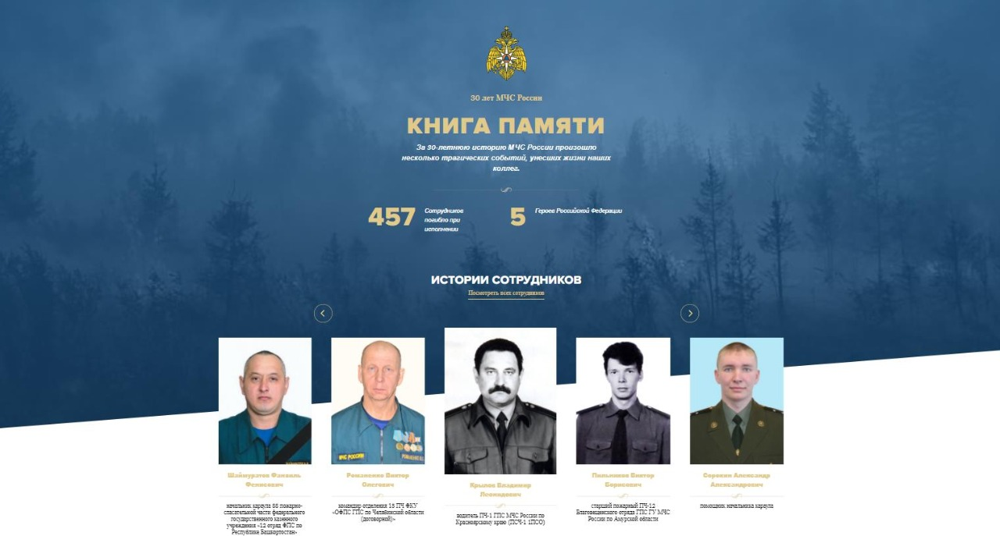 30 лет МЧС России
КНИГА ПАМЯТИ
За 30-летнюю историю МЧС России произошло
несколько трагических событий, унесших жизни наших
коллег.
457
Сотрудников
погибло при
исполнении
5
Героев Российской Федерации
ИСТОРИИ СОТРУДНИКОВ
Посмотреть всех сотрудников
МЧС РОССИИ
РОМАНЕНКО В.О.
Шаймуратов Фанзиль
Фенисович
начальник караула 55 пожарно-
спасательной части федерального
государственного казенного
учреждения «12 отряд ФПС по
Республике Башкортостан»
Романенко Виктор
Олегович
командир отделения 18 ПЧ ФКУ
«ОФПС ГПС по Челябинской области
(договорной)»
Крылов Владимир
Леонидович
водитель ПЧ-1 ГПС МЧС России по
Красноярскому краю (ПСЧ-1 1ПСО)
Пильников Виктор
Борисович
старший пожарный ПЧ-12
Благовещенского отряда ГПС ГУ МЧС
России по Амурской области
Сорокин Александр
Александрович
помощник начальника караула